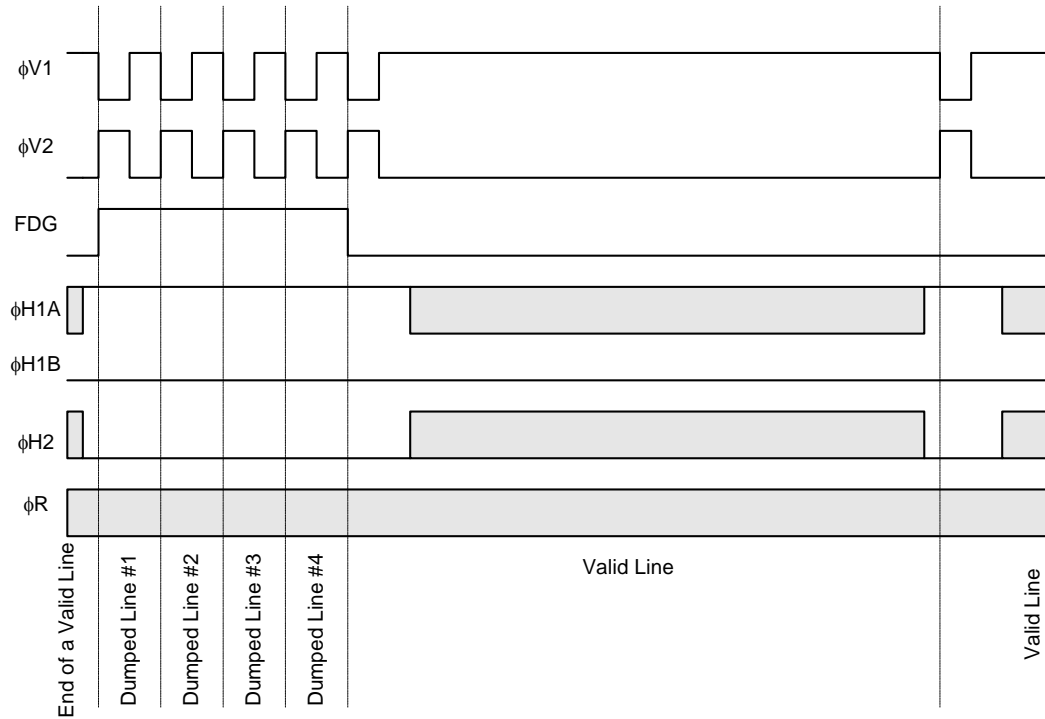 ϕV1
ϕV2
FDG
ϕH1A
ϕH1B
ϕH2
ϕR
End of a Valid Line
Dumped Line #1
Dumped Line #2
Dumped Line #3
Dumped Line #4
Valid Line
Valid Line